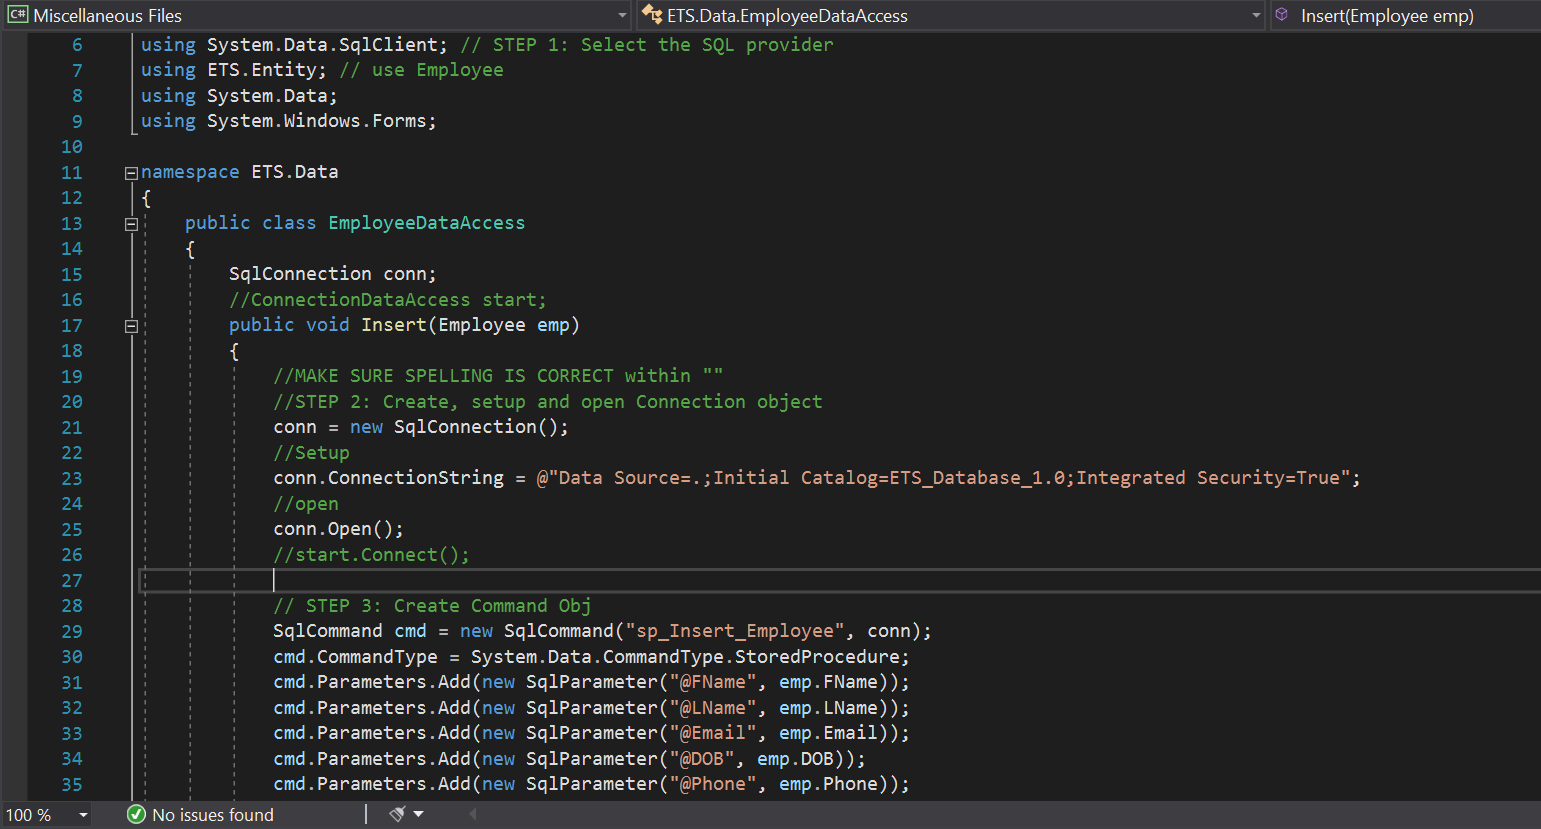 C# Miscellaneous Files ETS.Data.EmployeeDataAccess Insert(Employee emp)
6 using System.Data.SqlClient; // STEP 1: Select the SQL provider
7 using ETS.Entity; // use Employee
8 using System.Data;
9 using System.Windows.Forms;
10
11 namespace ETS.Data
12 {
13 public class EmployeeDataAccess
14 {
15 SqlConnection conn;
16 //ConnectionDataAccess start;
17 public void Insert(Employee emp)
18 {
19 //MAKE SURE SPELLING IS CORRECT within ""
20 //STEP 2: Create, setup and open Connection object
21 conn = new SqlConnection();
22 //Setup
23 conn.ConnectionString = @"Data Source=.;Initial Catalog=ETS_Database_1.0;Integrated Security=True";
24 //open
25 conn.Open();
26 //start.Connect();
27
28 // STEP 3: Create Command Obj
29 SqlCommand cmd = new SqlCommand("sp_Insert_Employee", conn);
30 cmd.CommandType = System.Data.CommandType.StoredProcedure;
31 cmd.Parameters.Add(new SqlParameter("@FName", emp.FName));
32 cmd.Parameters.Add(new SqlParameter("@LName", emp.LName));
33 cmd.Parameters.Add(new SqlParameter("@Email", emp.Email));
34 cmd.Parameters.Add(new SqlParameter("@DOB", emp.DOB));
35 cmd.Parameters.Add(new SqlParameter("@Phone", emp.Phone));
100 % No issues found